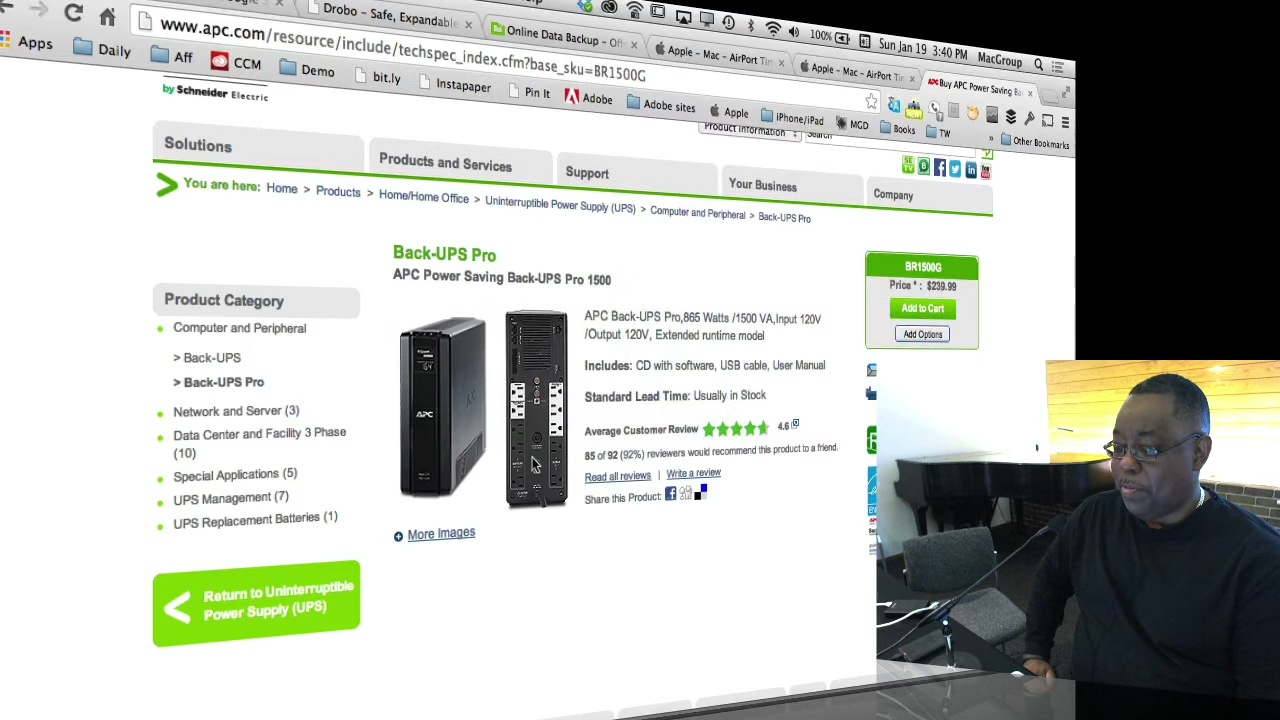 100%
Sun Jan 19 3:40 PM MacGroup
Drobo - Safe, Expandable
Online Data Backup - Of
Apple - Mac - AirPort Tim
Apple - Mac - AirPort Tim
Buy APC Power Saving Ba
www.apc.com/resource/include/techspec_index.cfm?base_sku=BR1500G
Apps Daily Aff CCM Demo bit.ly Instapaper Pin It Adobe Adobe sites Apple iPhone/iPad MGD Books TW » Other Bookmarks
by Schneider Electric
Product Information
Search
Solutions
Products and Services
Support
Your Business
Company
You are here: Home > Products > Home/Home Office > Uninterruptible Power Supply (UPS) > Computer and Peripheral > Back-UPS Pro
Back-UPS Pro
APC Power Saving Back-UPS Pro 1500
BR1500G
Price * : $239.99
Add to Cart
Add Options
Product Category
Computer and Peripheral
> Back-UPS
> Back-UPS Pro
Network and Server (3)
Data Center and Facility 3 Phase
(10)
Special Applications (5)
UPS Management (7)
UPS Replacement Batteries (1)
Return to Uninterruptible
Power Supply (UPS)
APC
APC Back-UPS Pro,865 Watts /1500 VA,Input 120V
/Output 120V, Extended runtime model
Includes: CD with software, USB cable, User Manual
Standard Lead Time: Usually in Stock
Average Customer Review 4.6
85 of 92 (92%) reviewers would recommend this product to a friend.
Read all reviews | Write a review
Share this Product:
More Images